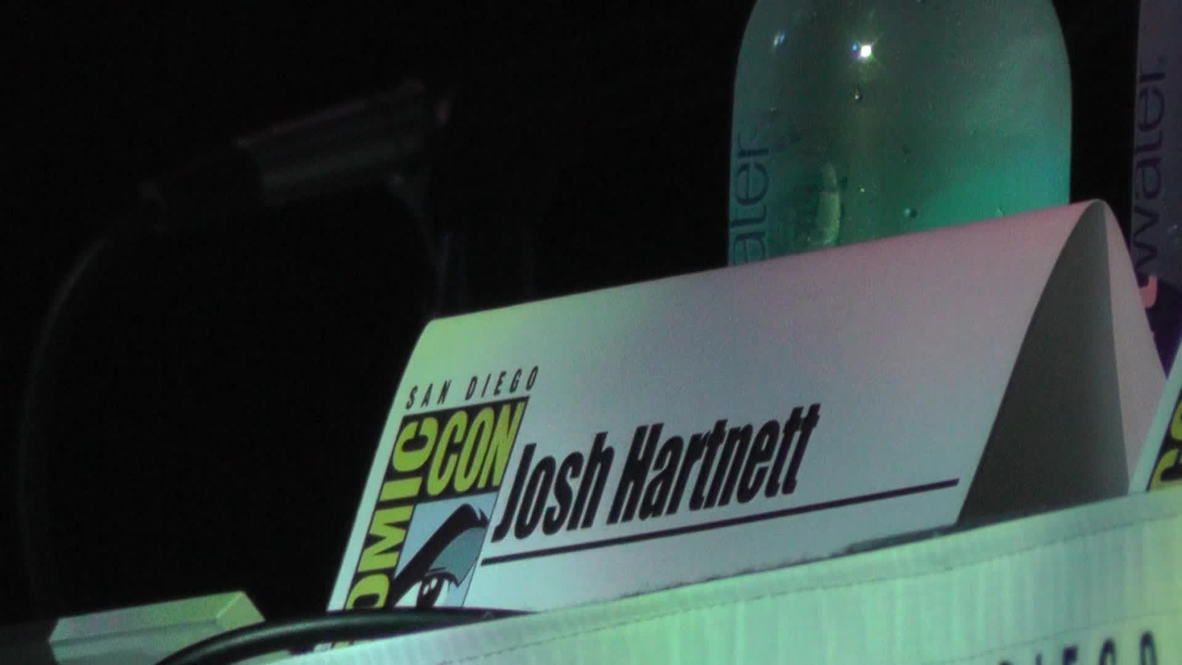 water.
water.
SAN DIEGO
COMIC
CON
Josh Hartnett